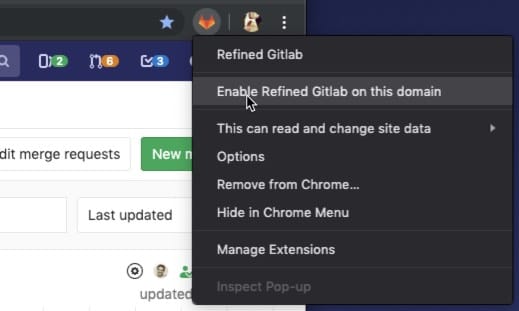 Refined Gitlab
2
6
3
Enable Refined Gitlab on this domain
This can read and change site data
dit merge requests
New m
Options
Remove from Chrome...
Last updated
Hide in Chrome Menu
Manage Extensions
updated
Inspect Pop-up